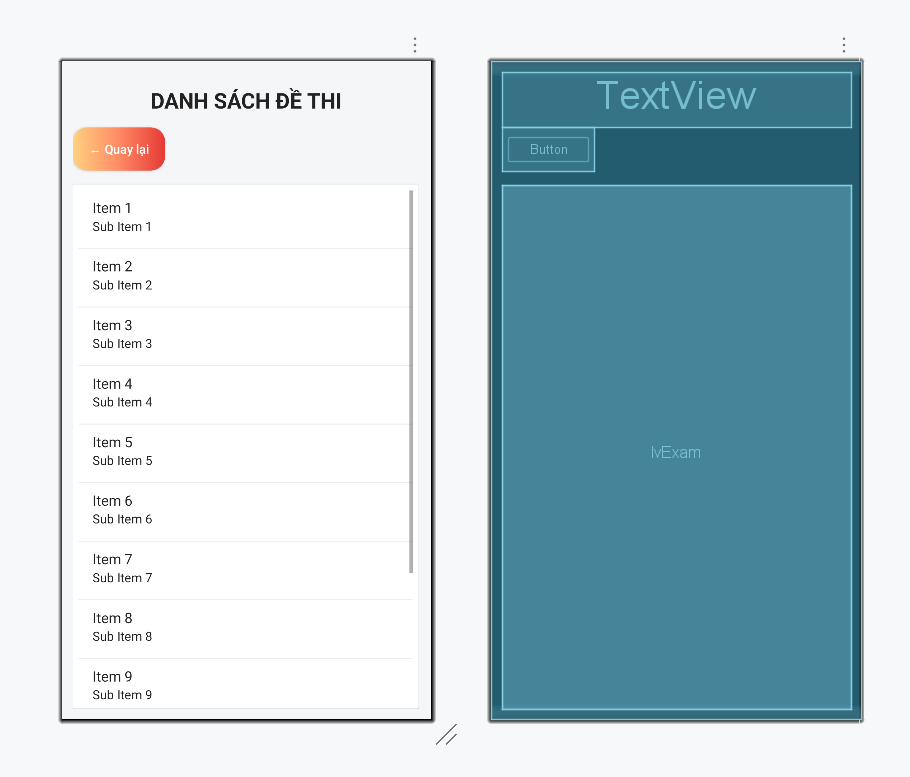 DANH SÁCH ĐỀ THI
← Quay lại
Item 1
Sub Item 1
Item 2
Sub Item 2
Item 3
Sub Item 3
Item 4
Sub Item 4
Item 5
Sub Item 5
Item 6
Sub Item 6
Item 7
Sub Item 7
Item 8
Sub Item 8
Item 9
Sub Item 9
TextView
Button
lvExam